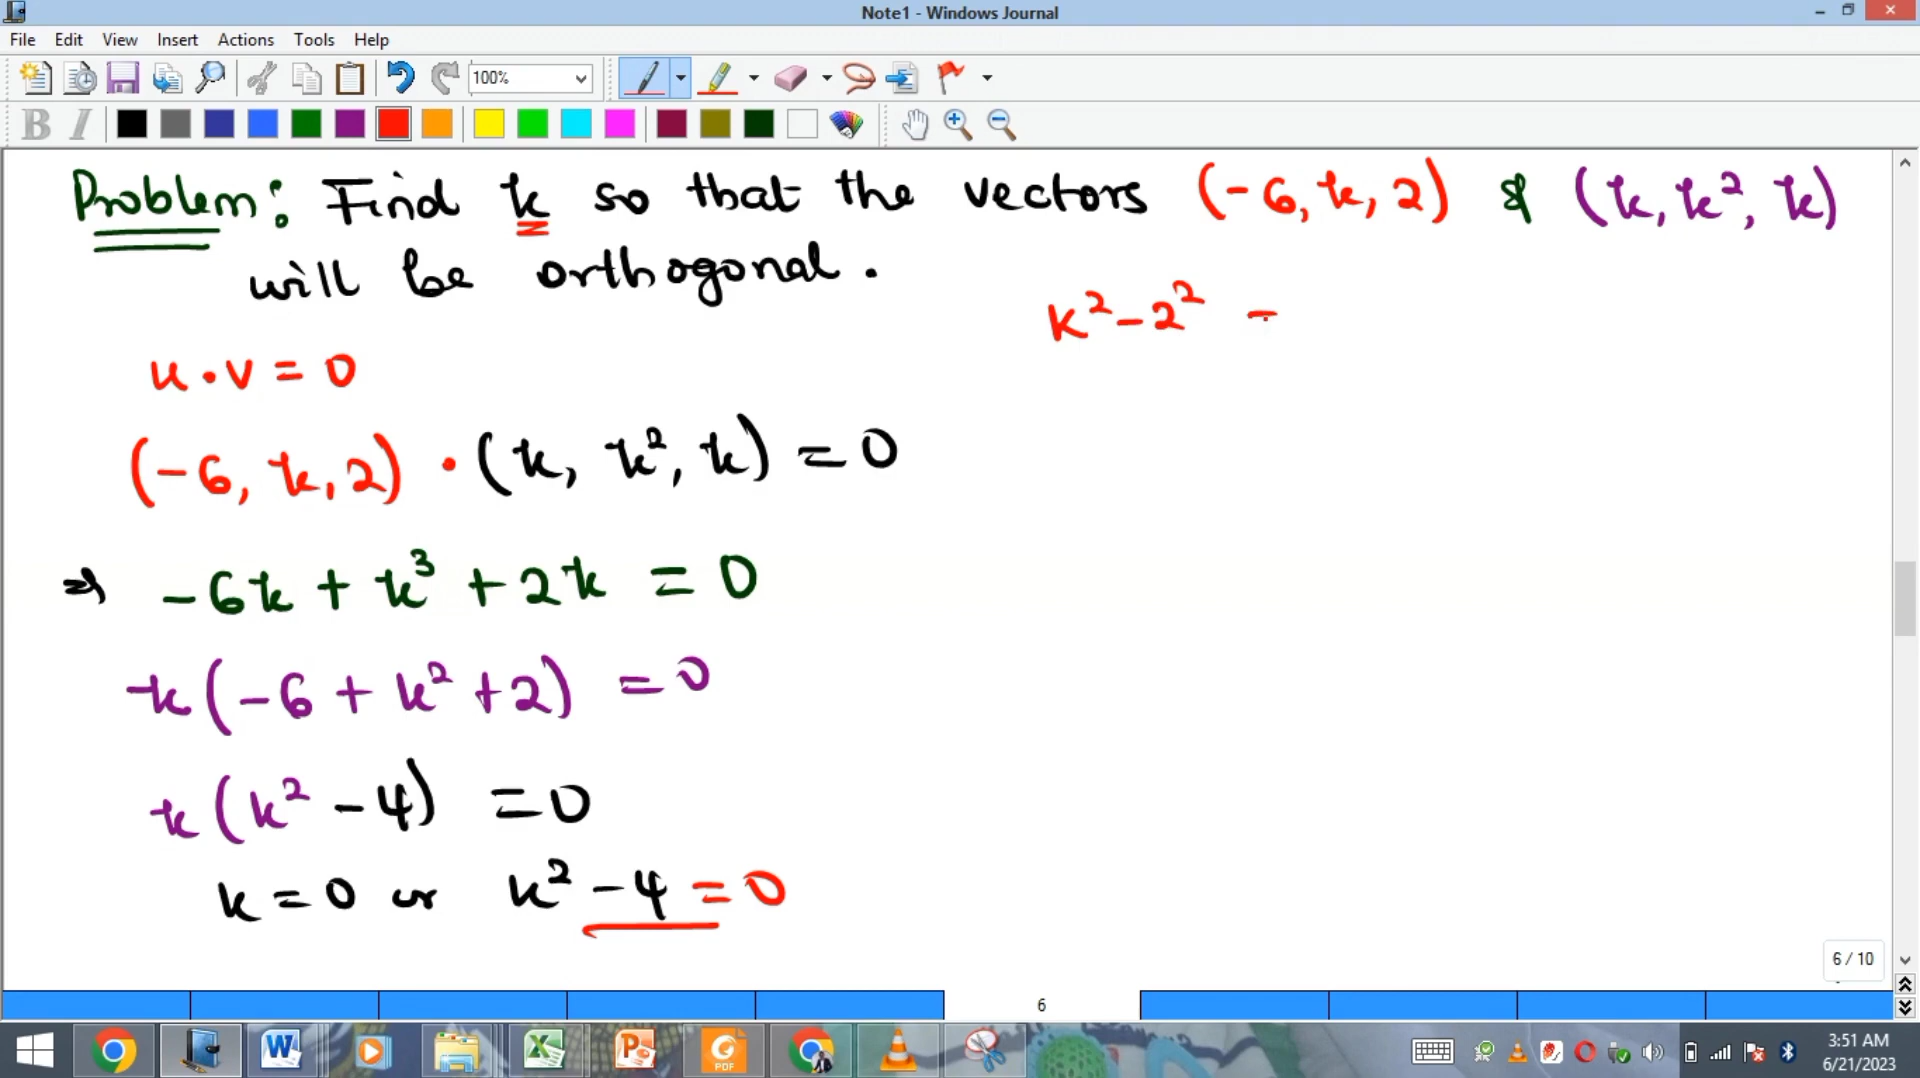 Note1 - Windows Journal
File Edit View Insert Actions Tools Help
100%
B I
Problem: Find k so that the vectors (-6, k, 2) & (k, k², k)
will be orthogonal.
k² - 2² -
u · v = 0
(-6, k, 2) · (k, k², k) = 0
⇒ -6k + k³ + 2k = 0
k(-6 + k² + 2) = 0
k(k² - 4) = 0
k = 0 or k² - 4 = 0
6 / 10
6
PDF
3:51 AM
6/21/2023